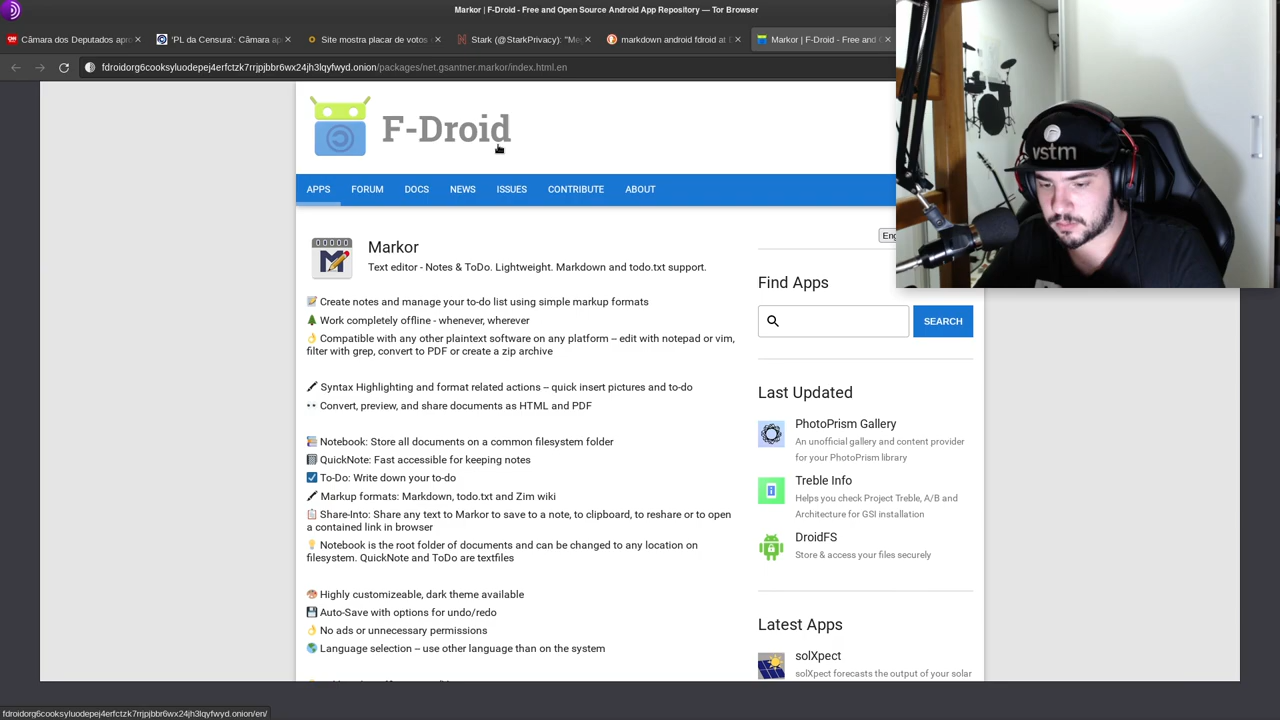 Markor | F-Droid - Free and Open Source Android App Repository — Tor Browser
Câmara dos Deputados apr
'PL da Censura': Câmara ap
Site mostra placar de votos
Stark (@StarkPrivacy): "Me
markdown android fdroid at
Markor | F-Droid - Free and
fdroidorg6cooksyluodepej4erfctzk7rrjpjbbr6wx24jh3lqyfwyd.onion/packages/net.gsantner.markor/index.html.en
vstm
F-Droid
APPS FORUM DOCS NEWS ISSUES CONTRIBUTE ABOUT
Eng
Markor
Text editor - Notes & ToDo. Lightweight. Markdown and todo.txt support.
📝 Create notes and manage your to-do list using simple markup formats
🌲 Work completely offline - whenever, wherever
👌 Compatible with any other plaintext software on any platform – edit with notepad or vim,
filter with grep, convert to PDF or create a zip archive
🖍 Syntax Highlighting and format related actions – quick insert pictures and to-do
👀 Convert, preview, and share documents as HTML and PDF
📚 Notebook: Store all documents on a common filesystem folder
📓 QuickNote: Fast accessible for keeping notes
☑️ To-Do: Write down your to-do
🖍 Markup formats: Markdown, todo.txt and Zim wiki
📋 Share-Into: Share any text to Markor to save to a note, to clipboard, to reshare or to open
a contained link in browser
💡 Notebook is the root folder of documents and can be changed to any location on
filesystem. QuickNote and ToDo are textfiles
🎨 Highly customizeable, dark theme available
💾 Auto-Save with options for undo/redo
👌 No ads or unnecessary permissions
🌎 Language selection – use other language than on the system
Find Apps
SEARCH
Last Updated
PhotoPrism Gallery
An unofficial gallery and content provider
for your PhotoPrism library
Treble Info
Helps you check Project Treble, A/B and
Architecture for GSI installation
DroidFS
Store & access your files securely
Latest Apps
solXpect
solXpect forecasts the output of your solar
fdroidorg6cooksyluodepej4erfctzk7rrjpjbbr6wx24jh3lqyfwyd.onion/en/